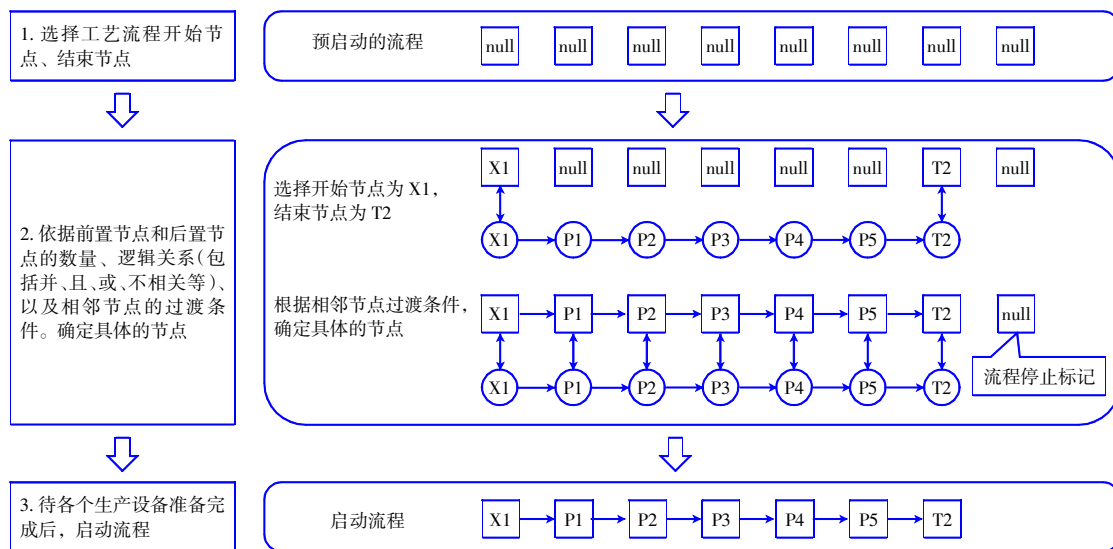 1. 选择工艺流程开始节
点、结束节点
预启动的流程
null null null null null null null null
2. 依据前置节点和后置节
点的数量、逻辑关系(包
括并、且、或、不相关等)、
以及相邻节点的过渡条
件。确定具体的节点
X1 null null null null null T2 null
选择开始节点为 X1，
结束节点为 T2
X1 P1 P2 P3 P4 P5 T2
根据相邻节点过渡条件，
确定具体的节点
X1 P1 P2 P3 P4 P5 T2 null
流程停止标记
X1 P1 P2 P3 P4 P5 T2
3. 待各个生产设备准备完
成后，启动流程
启动流程
X1 P1 P2 P3 P4 P5 T2